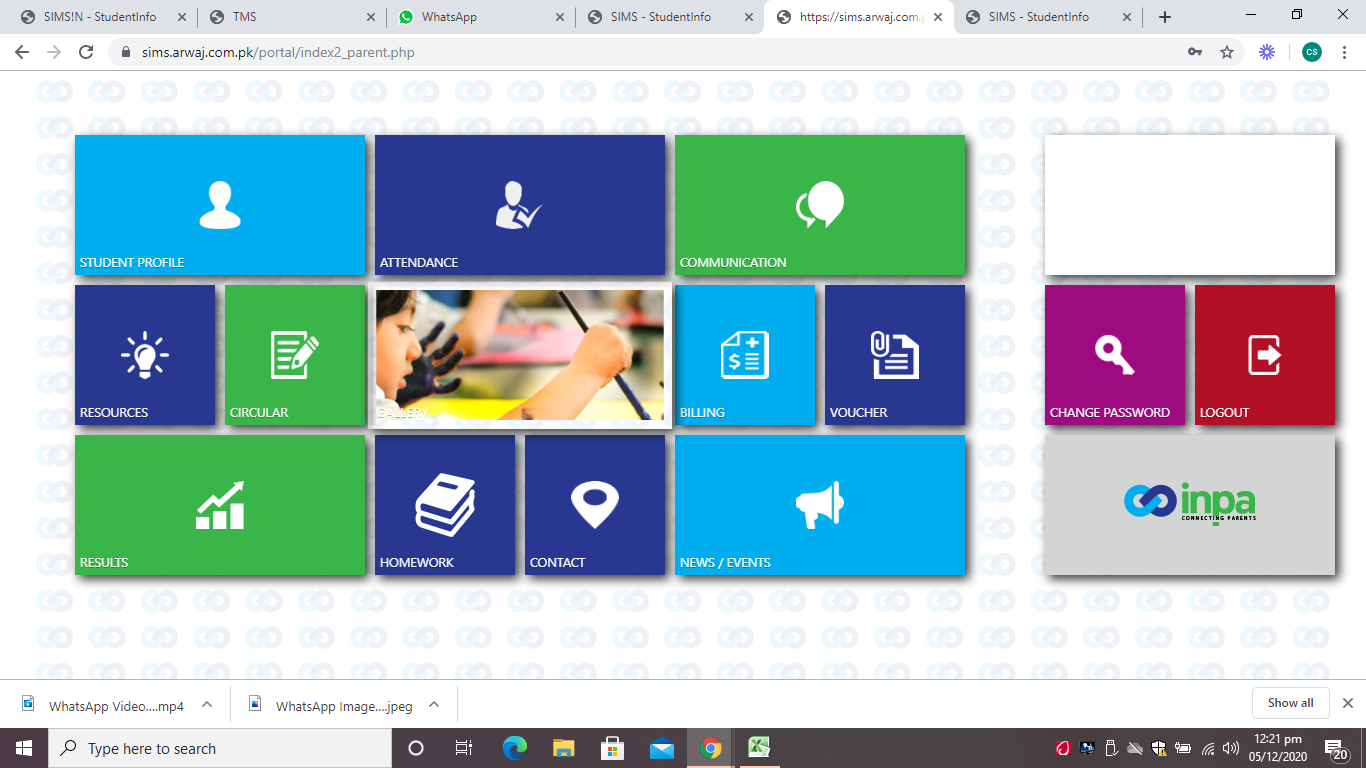 SIMS!N - StudentInfo
TMS
WhatsApp
SIMS - StudentInfo
https://sims.arwaj.com.p
SIMS - StudentInfo
sims.arwaj.com.pk/portal/index2_parent.php
CS
STUDENT PROFILE
ATTENDANCE
COMMUNICATION
RESOURCES
CIRCULAR
GALLERY
BILLING
VOUCHER
CHANGE PASSWORD
LOGOUT
RESULTS
HOMEWORK
CONTACT
NEWS / EVENTS
inpa
CONNECTING PARENTS
WhatsApp Video....mp4
WhatsApp Image....jpeg
Show all
Type here to search
12:21 pm
05/12/2020
20